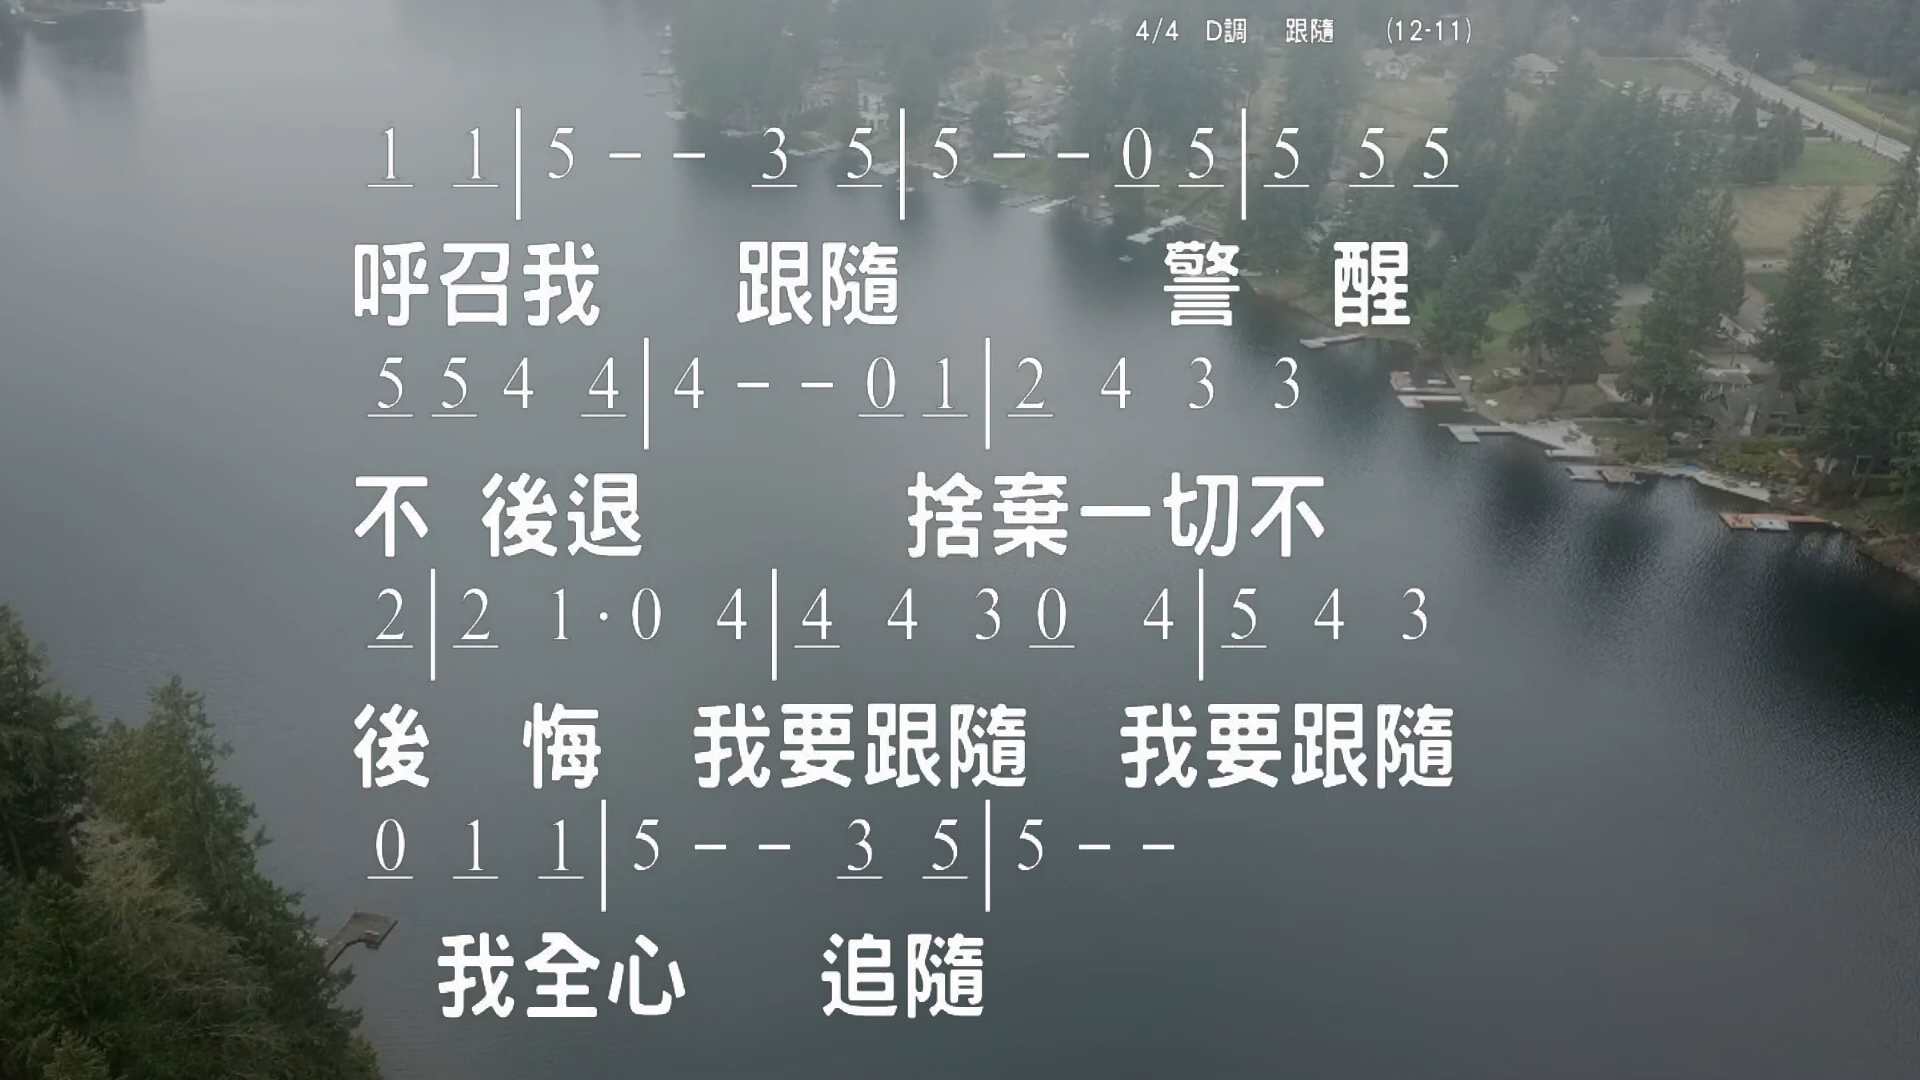 4/4 D調 跟隨 (12-11)
1 1|5 - - 3 5|5 - - 0 5|5 5 5
呼召我 跟隨 警 醒
5 5 4 4|4 - - 0 1|2 4 3 3
不 後退 捨棄一切不
2|2 1·0 4|4 4 3 0 4|5 4 3
後 悔 我要跟隨 我要跟隨
0 1 1|5 - - 3 5|5 - -
我全心 追隨